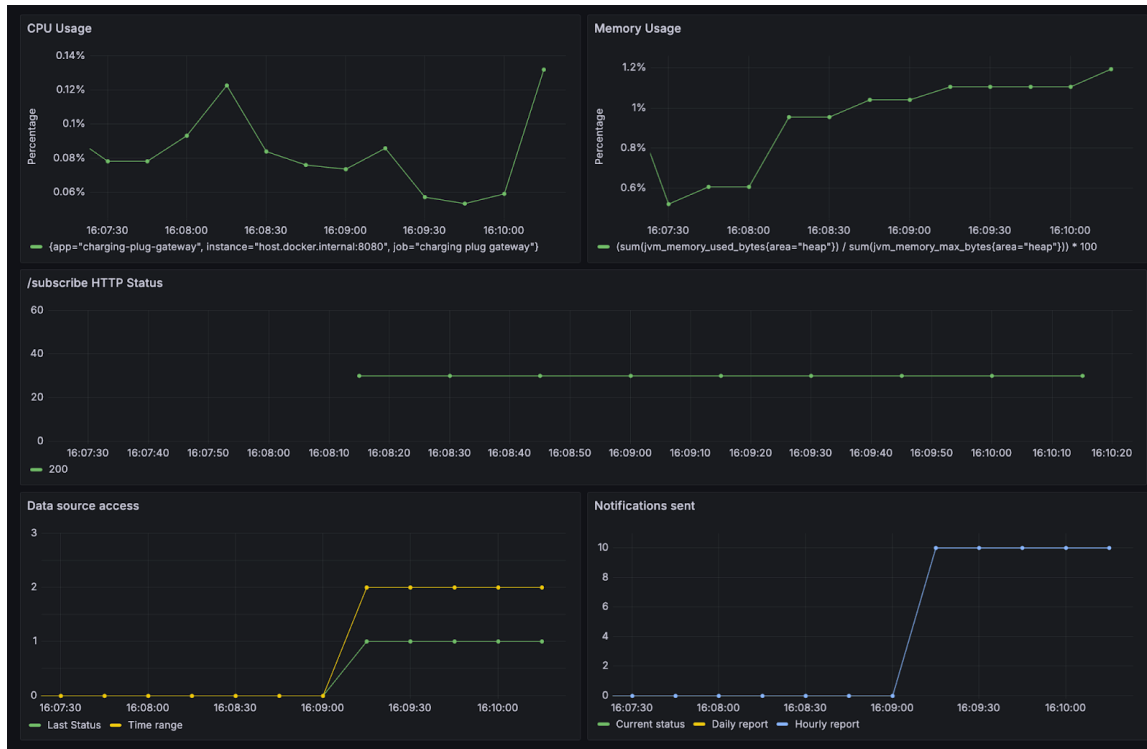 CPU Usage
Percentage
0.14%
0.12%
0.1%
0.08%
0.06%
16:07:30 16:08:00 16:08:30 16:09:00 16:09:30 16:10:00
{app="charging-plug-gateway", instance="host.docker.internal:8080", job="charging plug gateway"}
Memory Usage
Percentage
1.2%
1%
0.8%
0.6%
16:07:30 16:08:00 16:08:30 16:09:00 16:09:30 16:10:00
(sum(jvm_memory_used_bytes{area="heap"}) / sum(jvm_memory_max_bytes{area="heap"})) * 100
/subscribe HTTP Status
60
40
20
0
16:07:30 16:07:40 16:07:50 16:08:00 16:08:10 16:08:20 16:08:30 16:08:40 16:08:50 16:09:00 16:09:10 16:09:20 16:09:30 16:09:40 16:09:50 16:10:00 16:10:10 16:10:20
200
Data source access
3
2
1
0
16:07:30 16:08:00 16:08:30 16:09:00 16:09:30 16:10:00
Last Status Time range
Notifications sent
10
8
6
4
2
0
16:07:30 16:08:00 16:08:30 16:09:00 16:09:30 16:10:00
Current status Daily report Hourly report